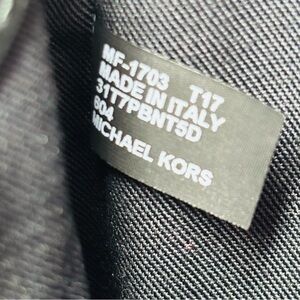 MF-1703 T17
MADE IN ITALY
31T7PBNT5D
604
MICHAEL KORS